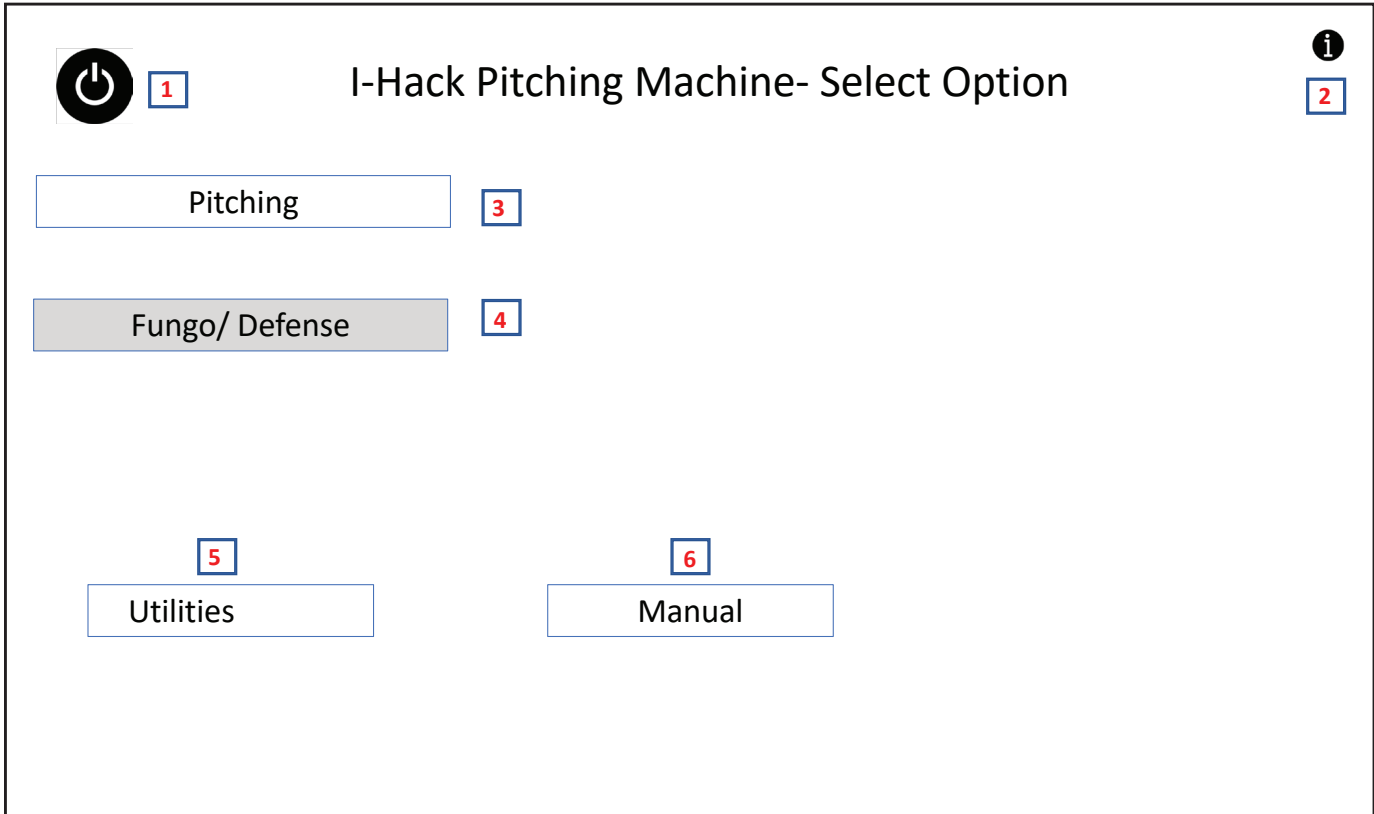 1
I-Hack Pitching Machine- Select Option
2
Pitching
3
Fungo/ Defense
4
5
6
Utilities
Manual